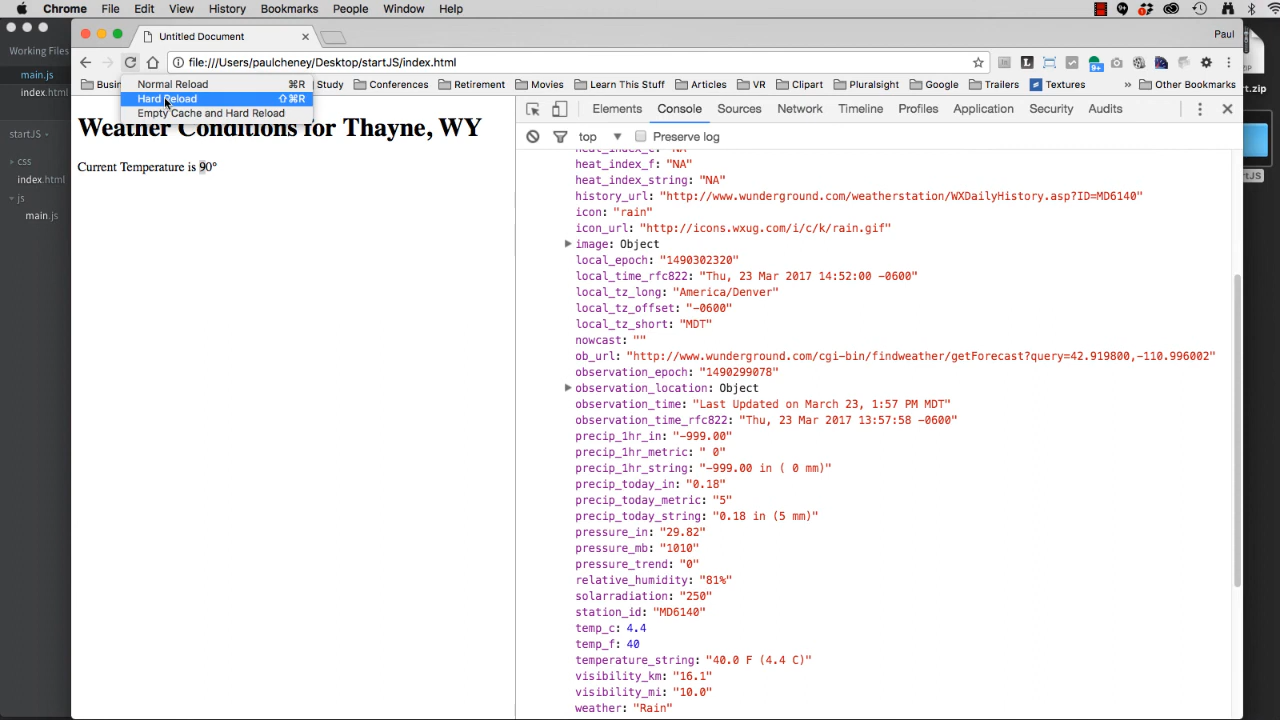 Chrome File Edit View History Bookmarks People Window Help
Working Files
main.js
index.html
startJS
css
index.html
js
main.js
Untitled Document
Paul
file:///Users/paulcheney/Desktop/startJS/index.html
Study Conferences Retirement Movies Learn This Stuff Articles VR Clipart Pluralsight Google Trailers Textures » Other Bookmarks
Normal Reload ⌘R
Hard Reload ⇧⌘R
Empty Cache and Hard Reload
Weather Conditions for Thayne, WY
Current Temperature is 90°
Elements Console Sources Network Timeline Profiles Application Security Audits
top Preserve log
heat_index_c: "NA"
heat_index_f: "NA"
heat_index_string: "NA"
history_url: "http://www.wunderground.com/weatherstation/WXDailyHistory.asp?ID=MD6140"
icon: "rain"
icon_url: "http://icons.wxug.com/i/c/k/rain.gif"
image: Object
local_epoch: "1490302320"
local_time_rfc822: "Thu, 23 Mar 2017 14:52:00 -0600"
local_tz_long: "America/Denver"
local_tz_offset: "-0600"
local_tz_short: "MDT"
nowcast: ""
ob_url: "http://www.wunderground.com/cgi-bin/findweather/getForecast?query=42.919800,-110.996002"
observation_epoch: "1490299078"
observation_location: Object
observation_time: "Last Updated on March 23, 1:57 PM MDT"
observation_time_rfc822: "Thu, 23 Mar 2017 13:57:58 -0600"
precip_1hr_in: "-999.00"
precip_1hr_metric: " 0"
precip_1hr_string: "-999.00 in ( 0 mm)"
precip_today_in: "0.18"
precip_today_metric: "5"
precip_today_string: "0.18 in (5 mm)"
pressure_in: "29.82"
pressure_mb: "1010"
pressure_trend: "0"
relative_humidity: "81%"
solarradiation: "250"
station_id: "MD6140"
temp_c: 4.4
temp_f: 40
temperature_string: "40.0 F (4.4 C)"
visibility_km: "16.1"
visibility_mi: "10.0"
weather: "Rain"